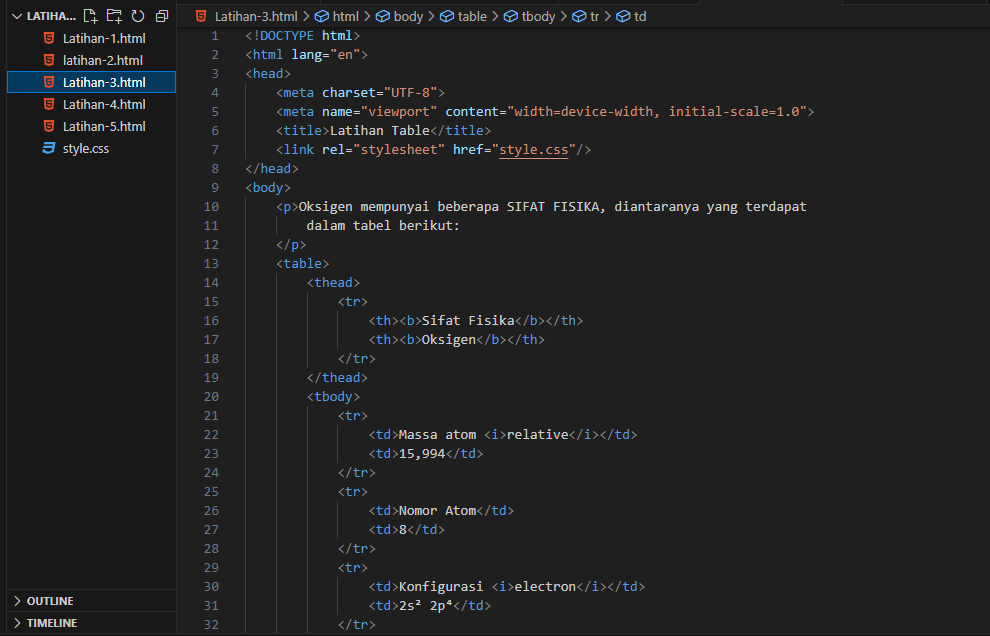 LATIHA...
Latihan-1.html
latihan-2.html
Latihan-3.html
Latihan-4.html
Latihan-5.html
style.css
OUTLINE
TIMELINE
Latihan-3.html > html > body > table > tbody > tr > td
1 <!DOCTYPE html>
2 <html lang="en">
3 <head>
4 <meta charset="UTF-8">
5 <meta name="viewport" content="width=device-width, initial-scale=1.0">
6 <title>Latihan Table</title>
7 <link rel="stylesheet" href="style.css"/>
8 </head>
9 <body>
10 <p>Oksigen mempunyai beberapa SIFAT FISIKA, diantaranya yang terdapat
11 dalam tabel berikut:
12 </p>
13 <table>
14 <thead>
15 <tr>
16 <th><b>Sifat Fisika</b></th>
17 <th><b>Oksigen</b></th>
18 </tr>
19 </thead>
20 <tbody>
21 <tr>
22 <td>Massa atom <i>relative</i></td>
23 <td>15,994</td>
24 </tr>
25 <tr>
26 <td>Nomor Atom</td>
27 <td>8</td>
28 </tr>
29 <tr>
30 <td>Konfigurasi <i>electron</i></td>
31 <td>2s² 2p⁴</td>
32 </tr>